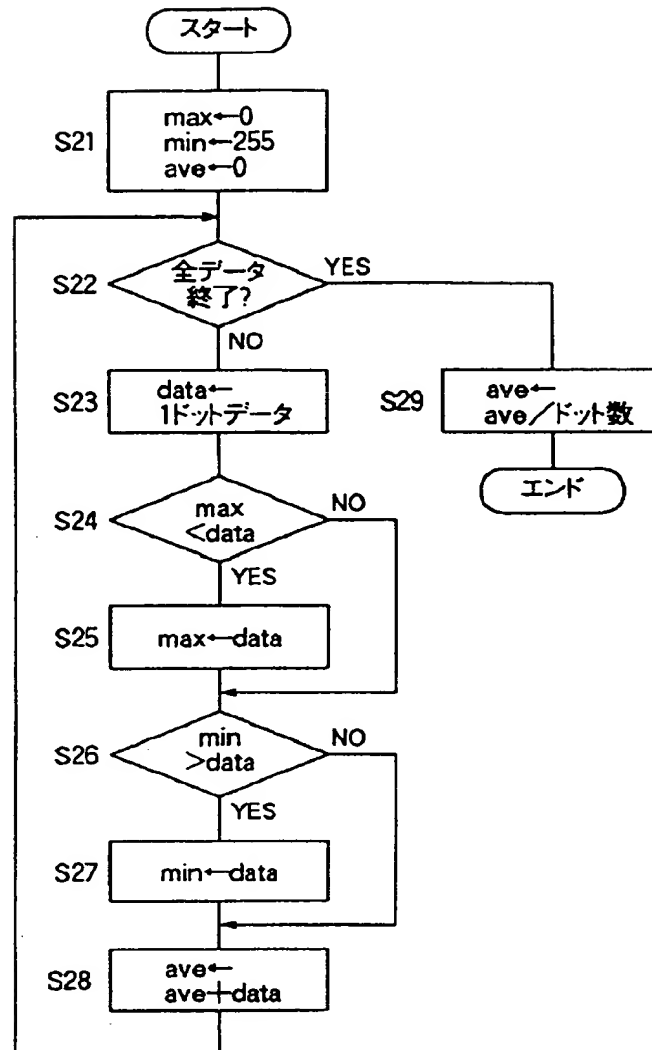 スタート
S21
max←0
min←255
ave←0
S22
全データ
終了?
YES
NO
S23
data←
1ドットデータ
S29
ave←
ave/ドット数
エンド
S24
max
<data
NO
YES
S25
max←data
S26
min
>data
NO
YES
S27
min←data
S28
ave←
ave+data